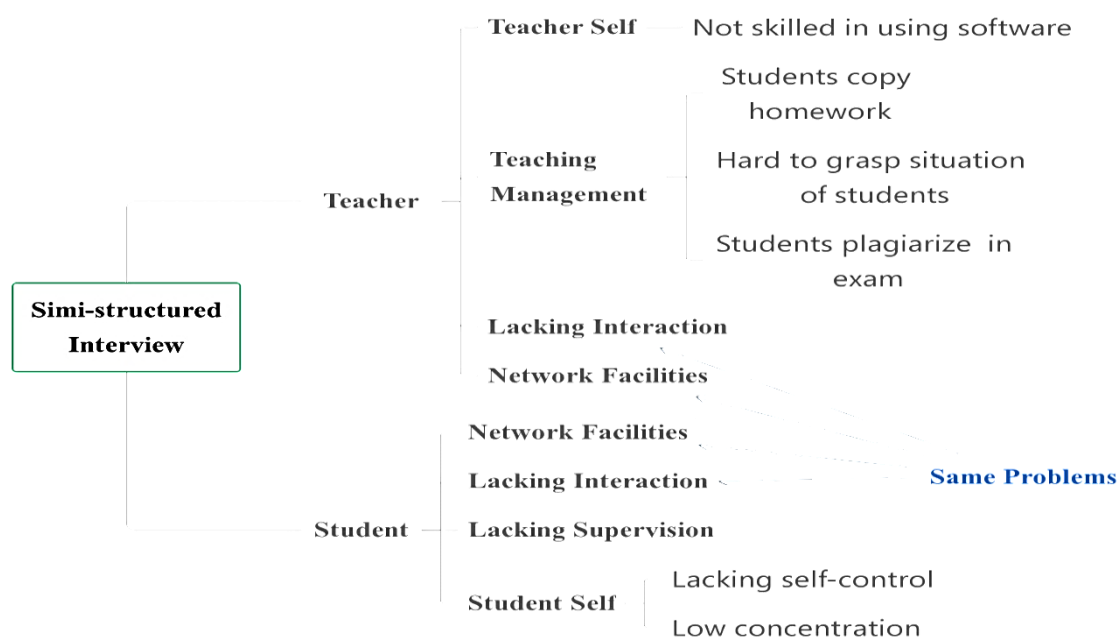 Teacher Self
Not skilled in using software
Students copy
homework
Teaching
Management
Hard to grasp situation
of students
Students plagiarize in
exam
Teacher
Simi-structured
Interview
Lacking Interaction
Network Facilities
Network Facilities
Lacking Interaction
Same Problems
Student
Lacking Supervision
Student Self
Lacking self-control
Low concentration